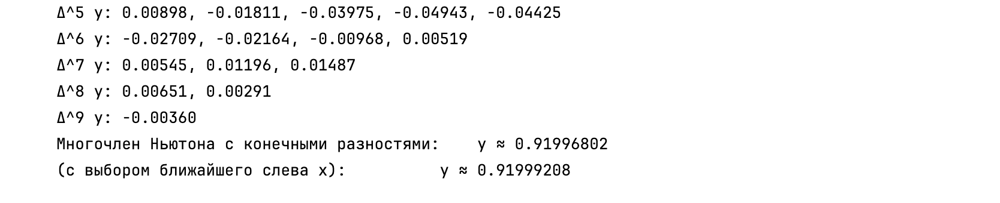 Δ^5 y: 0.00898, -0.01811, -0.03975, -0.04943, -0.04425
Δ^6 y: -0.02709, -0.02164, -0.00968, 0.00519
Δ^7 y: 0.00545, 0.01196, 0.01487
Δ^8 y: 0.00651, 0.00291
Δ^9 y: -0.00360
Многочлен Ньютона с конечными разностями:    y ≈ 0.91996802
(с выбором ближайшего слева x):          y ≈ 0.91999208